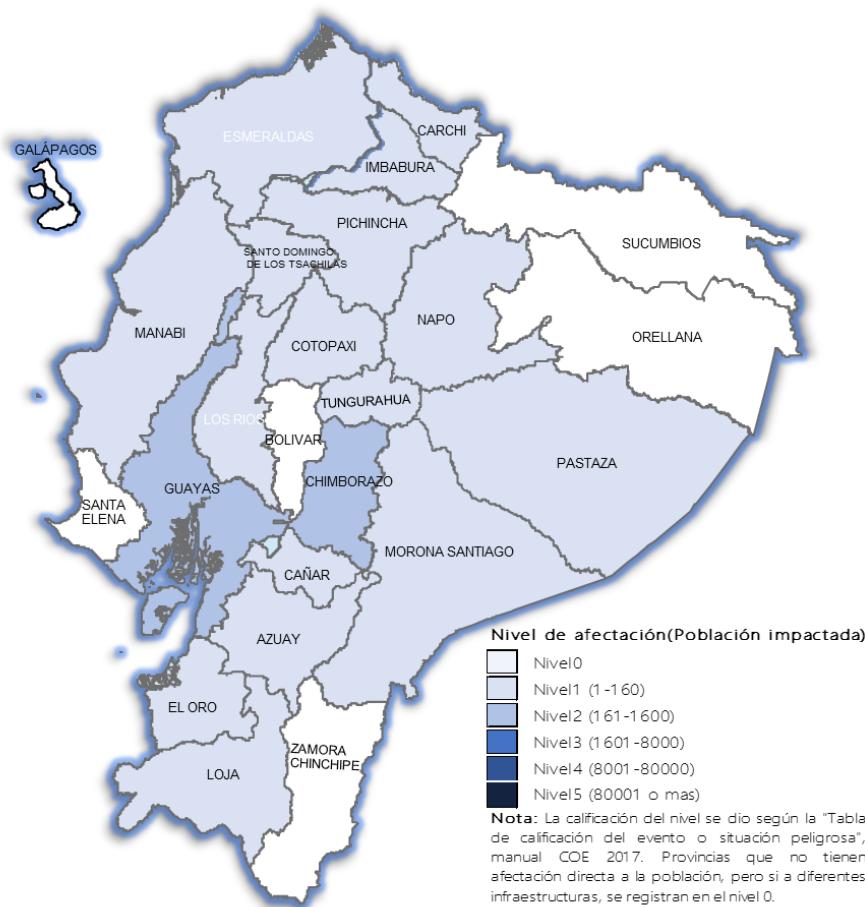 ESMERALDAS
CARCHI
IMBABURA
GALÁPAGOS
PICHINCHA
SUCUMBIOS
SANTO DOMINGO
DE LOS TSACHILAS
NAPO
MANABI
ORELLANA
COTOPAXI
TUNGURAHUA
LOS RIOS
BOLIVAR
PASTAZA
CHIMBORAZO
GUAYAS
SANTA
ELENA
MORONA SANTIAGO
CAÑAR
AZUAY
EL ORO
ZAMORA
CHINCHIPE
LOJA
Nivel de afectación(Población impactada)
Nivel0
Nivel1 (1-160)
Nivel2 (161-1600)
Nivel3 (1601-8000)
Nivel4 (8001-80000)
Nivel5 (80001 o mas)
Nota: La calificación del nivel se dio según la "Tabla
de calificación del evento o situación peligrosa",
manual COE 2017. Provincias que no tienen
afectación directa a la población, pero si a diferentes
infraestructuras, se registran en el nivel 0.